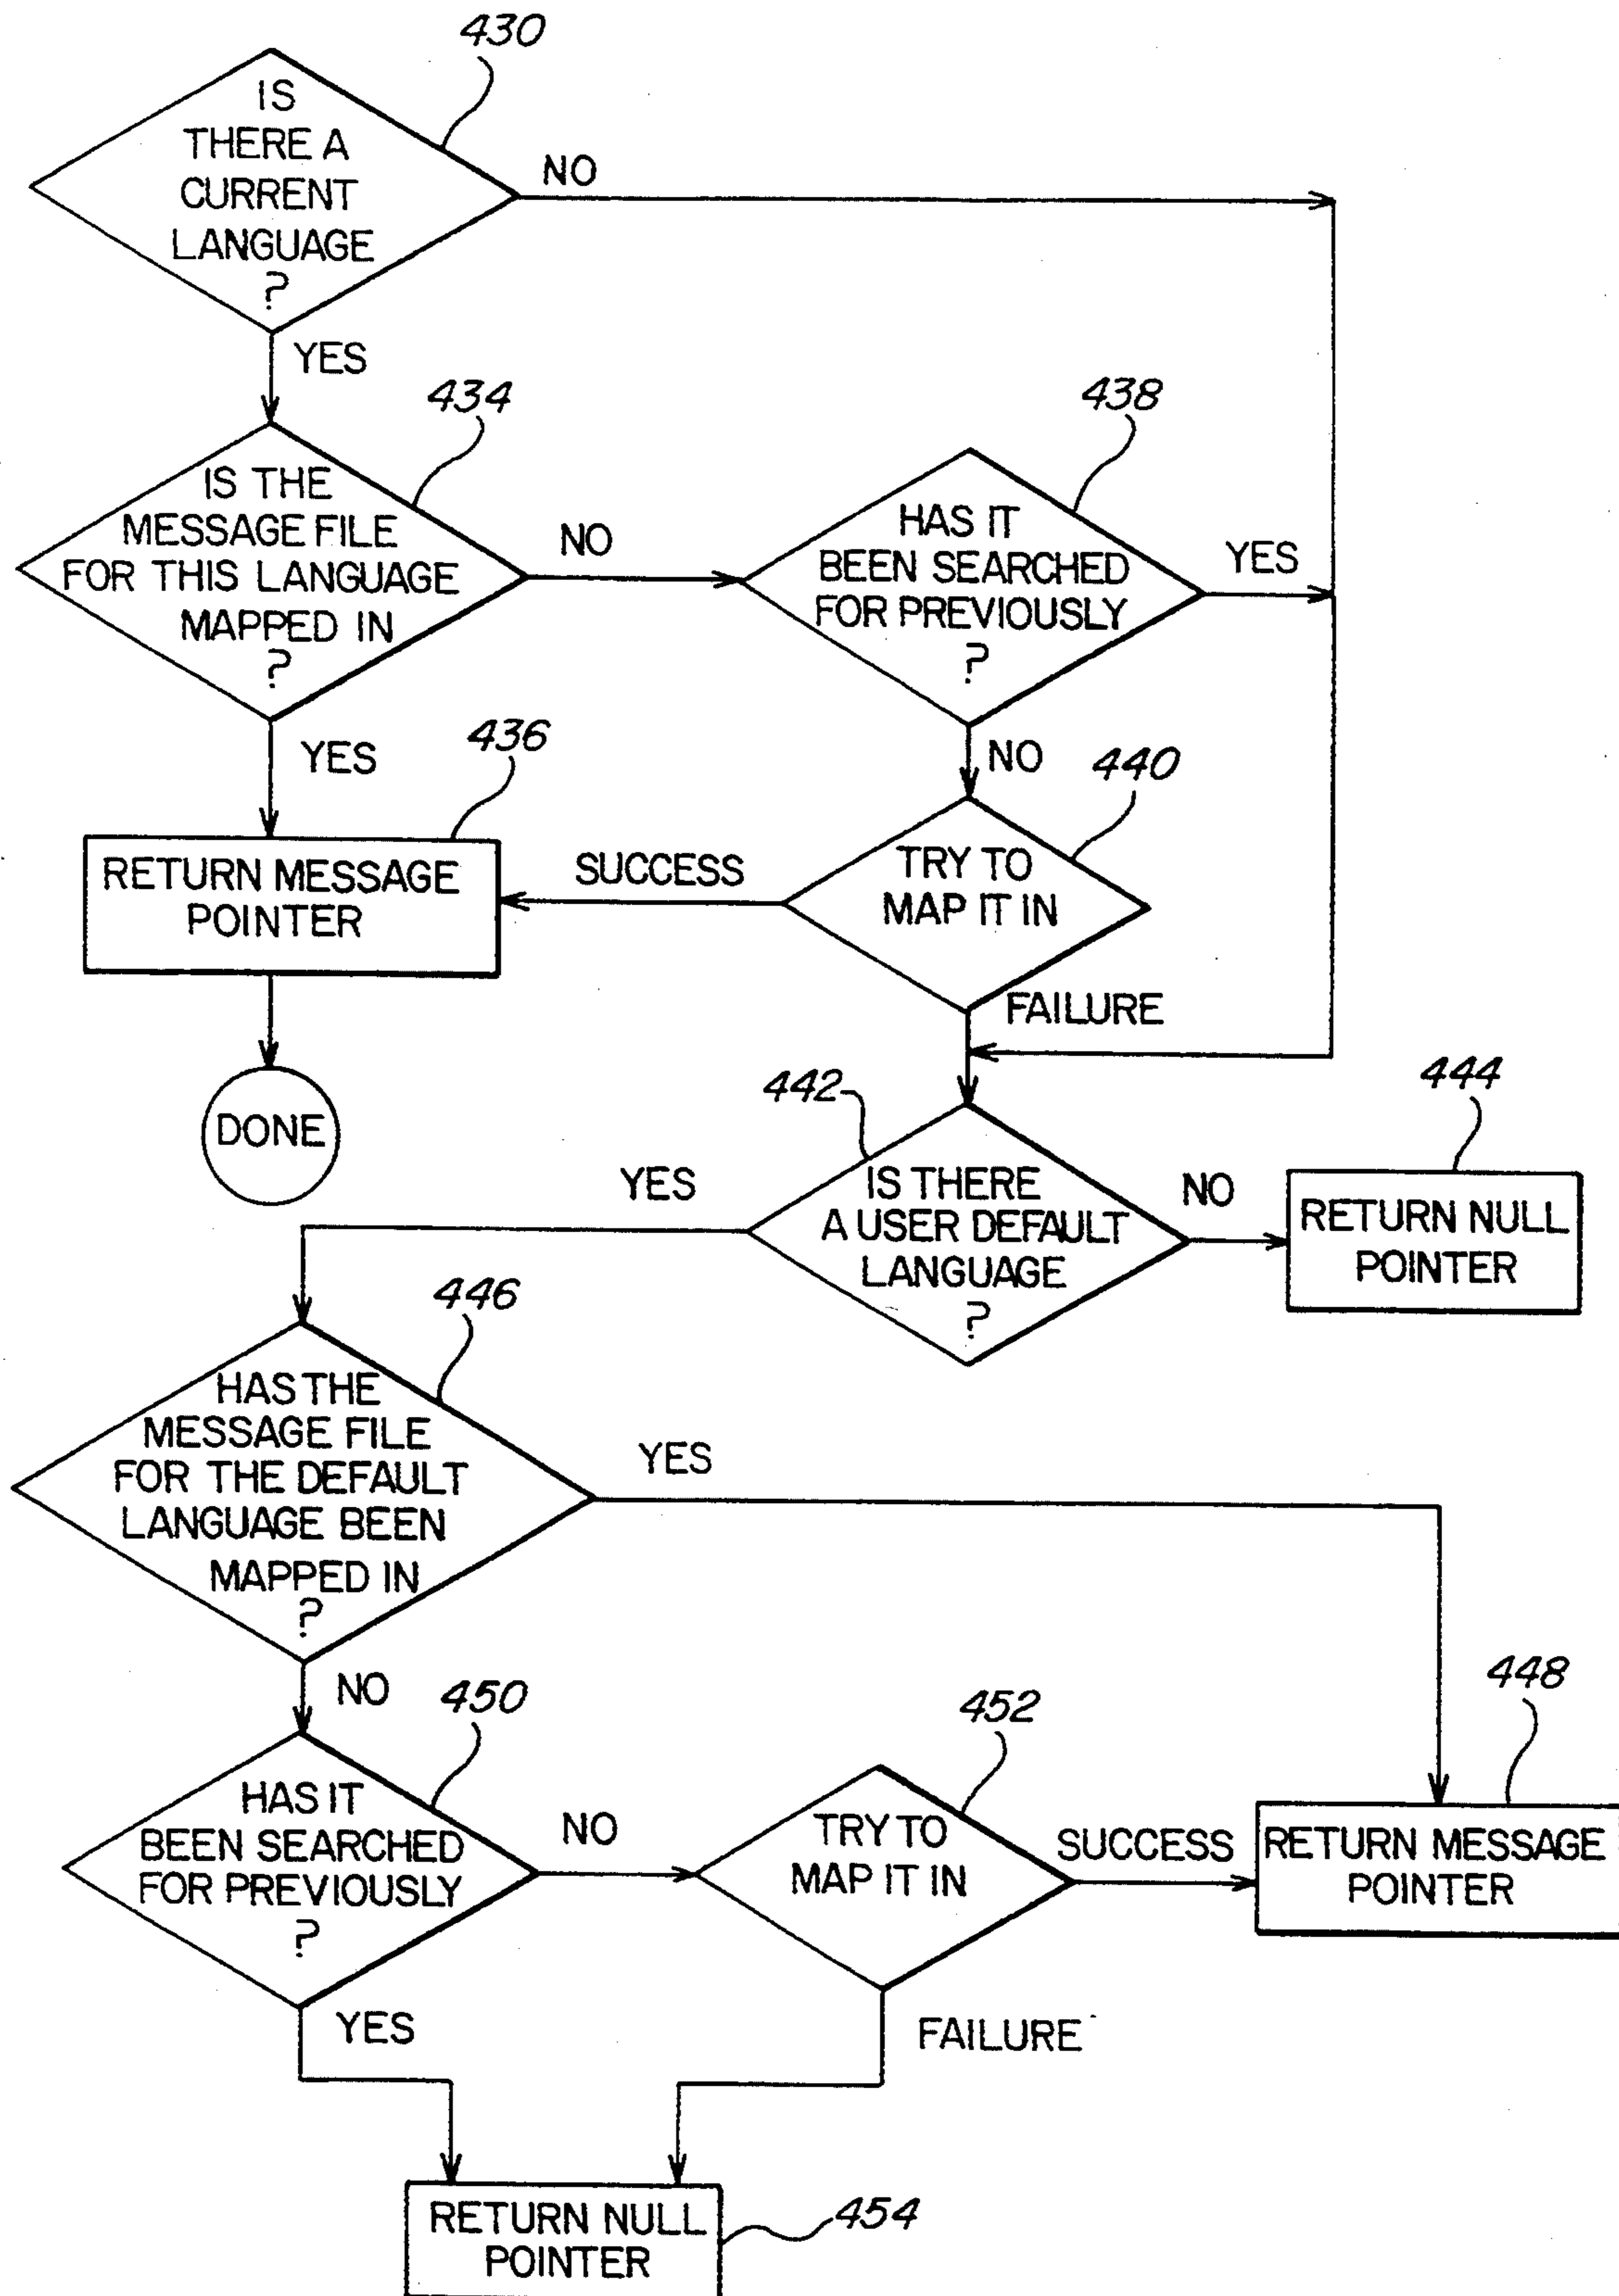 430
IS
THERE A
CURRENT
LANGUAGE
?
NO
YES
434
IS THE
MESSAGE FILE
FOR THIS LANGUAGE
MAPPED IN
?
NO
438
HAS IT
BEEN SEARCHED
FOR PREVIOUSLY
?
YES
YES
436
NO
440
RETURN MESSAGE
POINTER
SUCCESS
TRY TO
MAP IT IN
FAILURE
DONE
442
444
YES
IS THERE
A USER DEFAULT
LANGUAGE
?
NO
RETURN NULL
POINTER
446
HAS THE
MESSAGE FILE
FOR THE DEFAULT
LANGUAGE BEEN
MAPPED IN
?
YES
NO
450
452
448
HAS IT
BEEN SEARCHED
FOR PREVIOUSLY
?
NO
TRY TO
MAP IT IN
SUCCESS
RETURN MESSAGE
POINTER
YES
FAILURE
RETURN NULL
POINTER
454